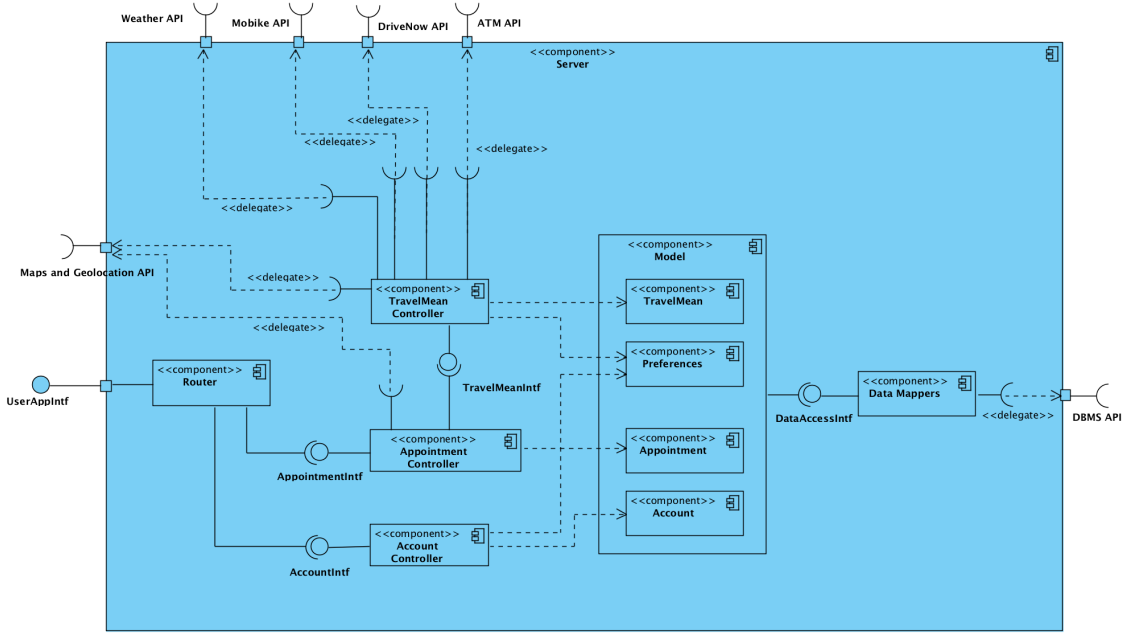 Weather API
Mobike API
DriveNow API
ATM API
<<component>>
Server
<<delegate>>
<<delegate>>
<<delegate>>
<<delegate>>
Maps and Geolocation API
<<delegate>>
<<delegate>>
<<component>>
TravelMean
Controller
<<component>>
Model
<<component>>
TravelMean
<<component>>
Preferences
<<component>>
Router
UserAppIntf
TravelMeanIntf
<<component>>
Data Mappers
DataAccessIntf
<<delegate>>
DBMS API
<<component>>
Appointment
Controller
<<component>>
Appointment
AppointmentIntf
<<component>>
Account
<<component>>
Account
Controller
AccountIntf